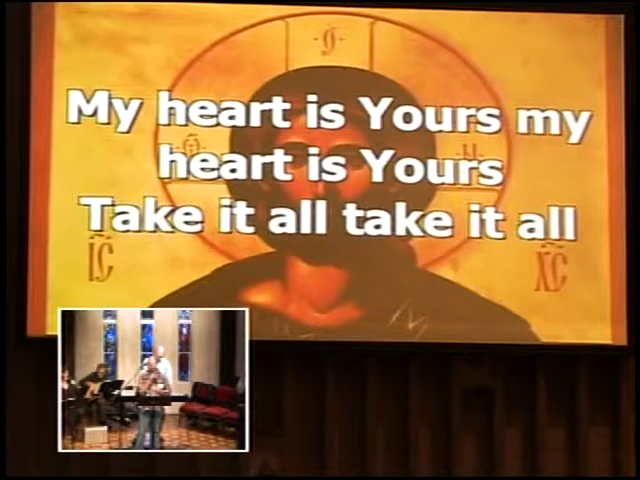 My heart is Yours my
heart is Yours
Take it all take it all
IC
XC